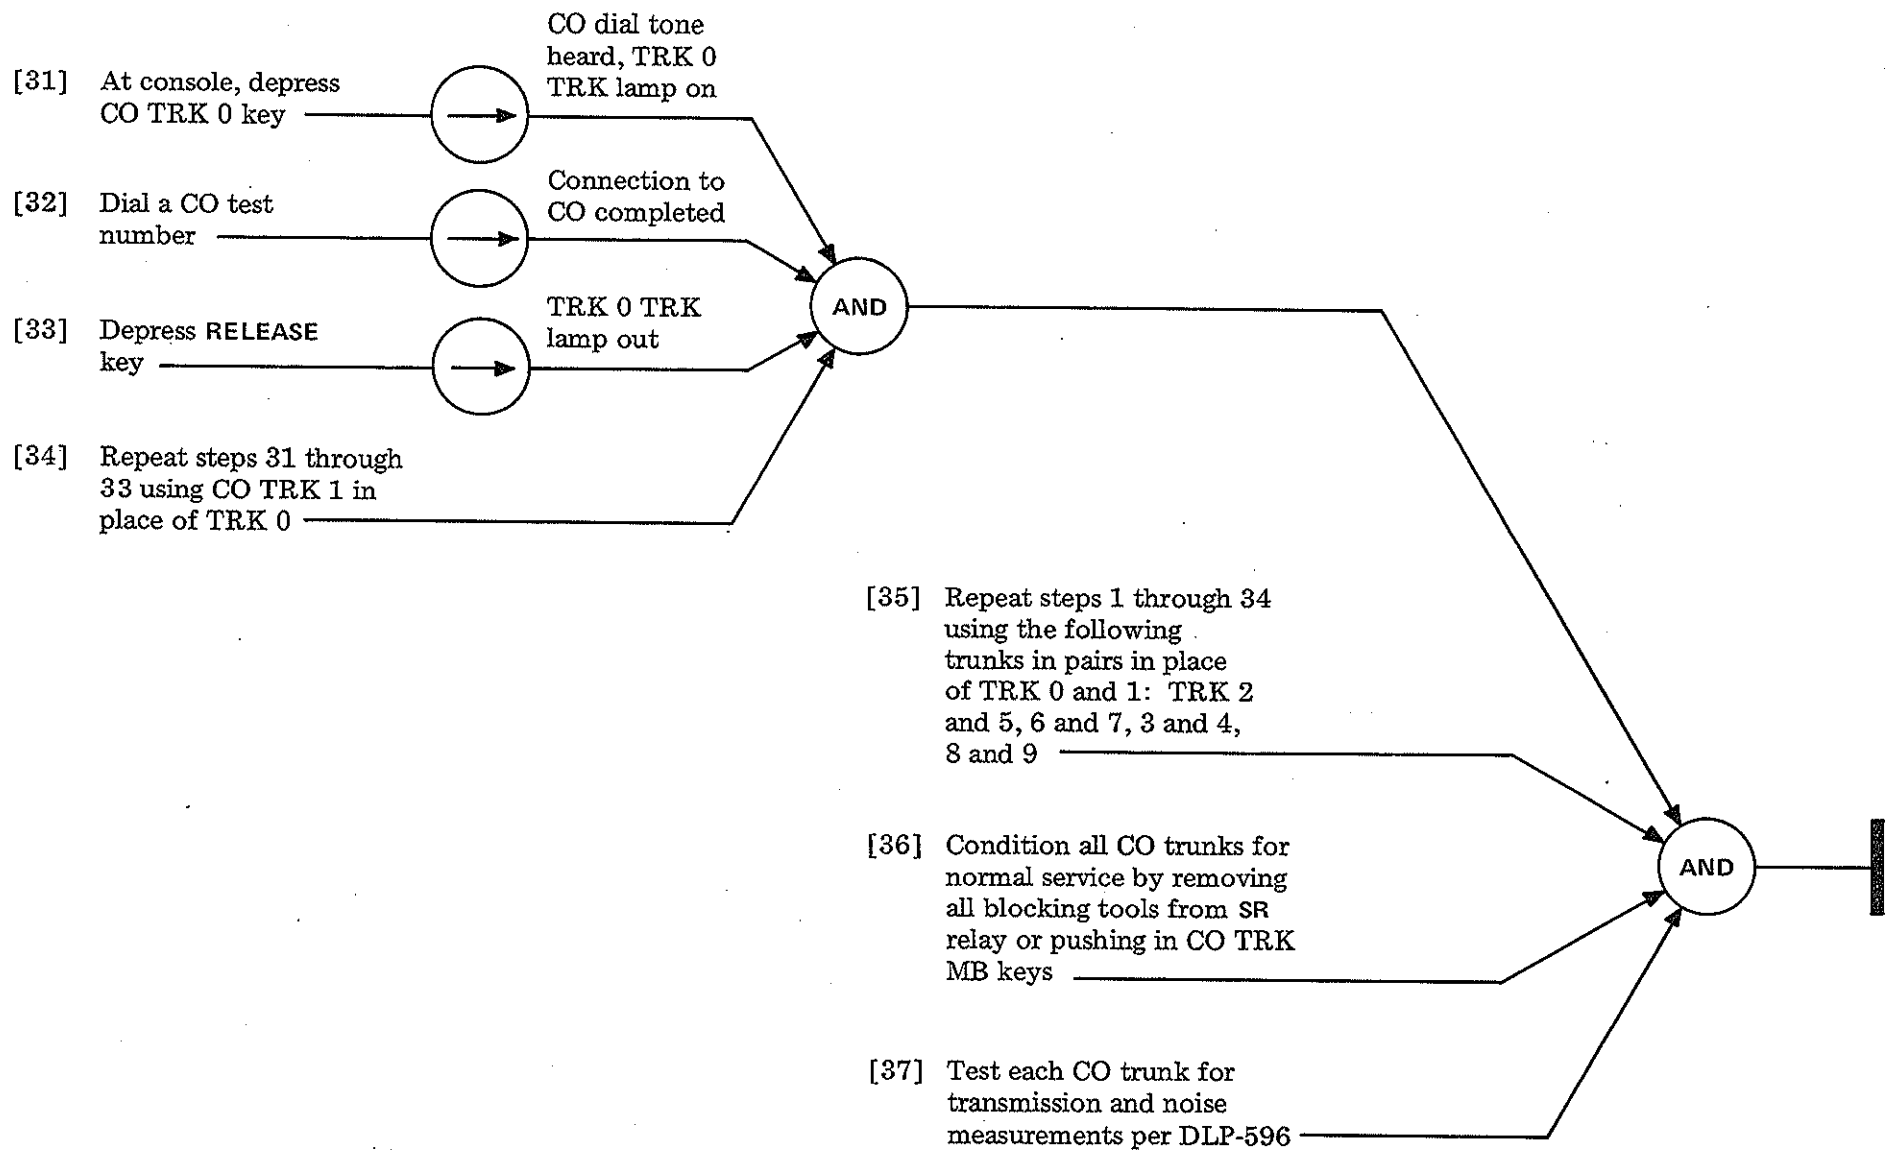 [31] At console, depress
CO TRK 0 key
CO dial tone
heard, TRK 0
TRK lamp on
[32] Dial a CO test
number
Connection to
CO completed
[33] Depress RELEASE
key
TRK 0 TRK
lamp out
AND
[34] Repeat steps 31 through
33 using CO TRK 1 in
place of TRK 0
[35] Repeat steps 1 through 34
using the following
trunks in pairs in place
of TRK 0 and 1: TRK 2
and 5, 6 and 7, 3 and 4,
8 and 9
[36] Condition all CO trunks for
normal service by removing
all blocking tools from SR
relay or pushing in CO TRK
MB keys
AND
[37] Test each CO trunk for
transmission and noise
measurements per DLP-596